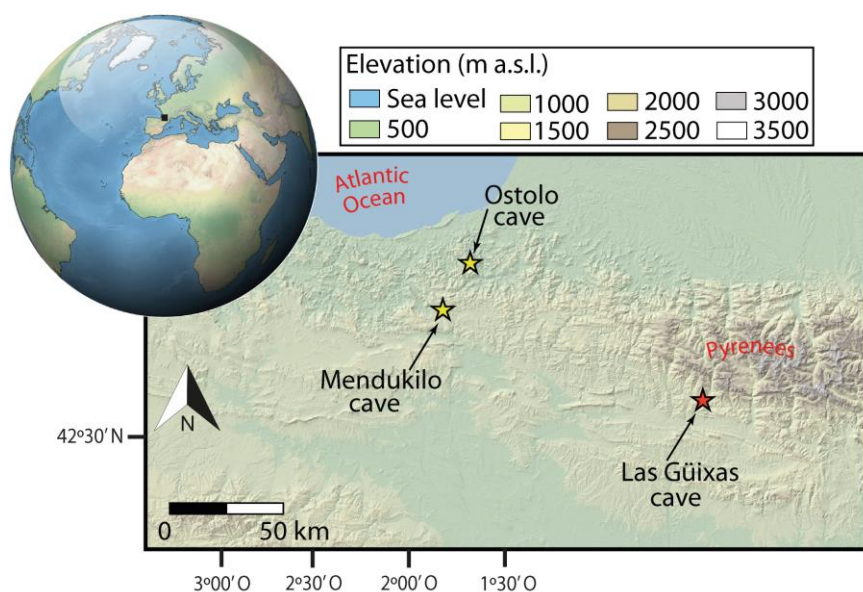 Elevation (m a.s.l.)
Sea level
1000
2000
3000
500
1500
2500
3500
Atlantic
Ocean
Ostolo
cave
Pyrenees
Mendukilo
cave
N
42º30′ N
Las Güixas
cave
0
50 km
3º00′ O
2º30′ O
2º00′ O
1º30′ O